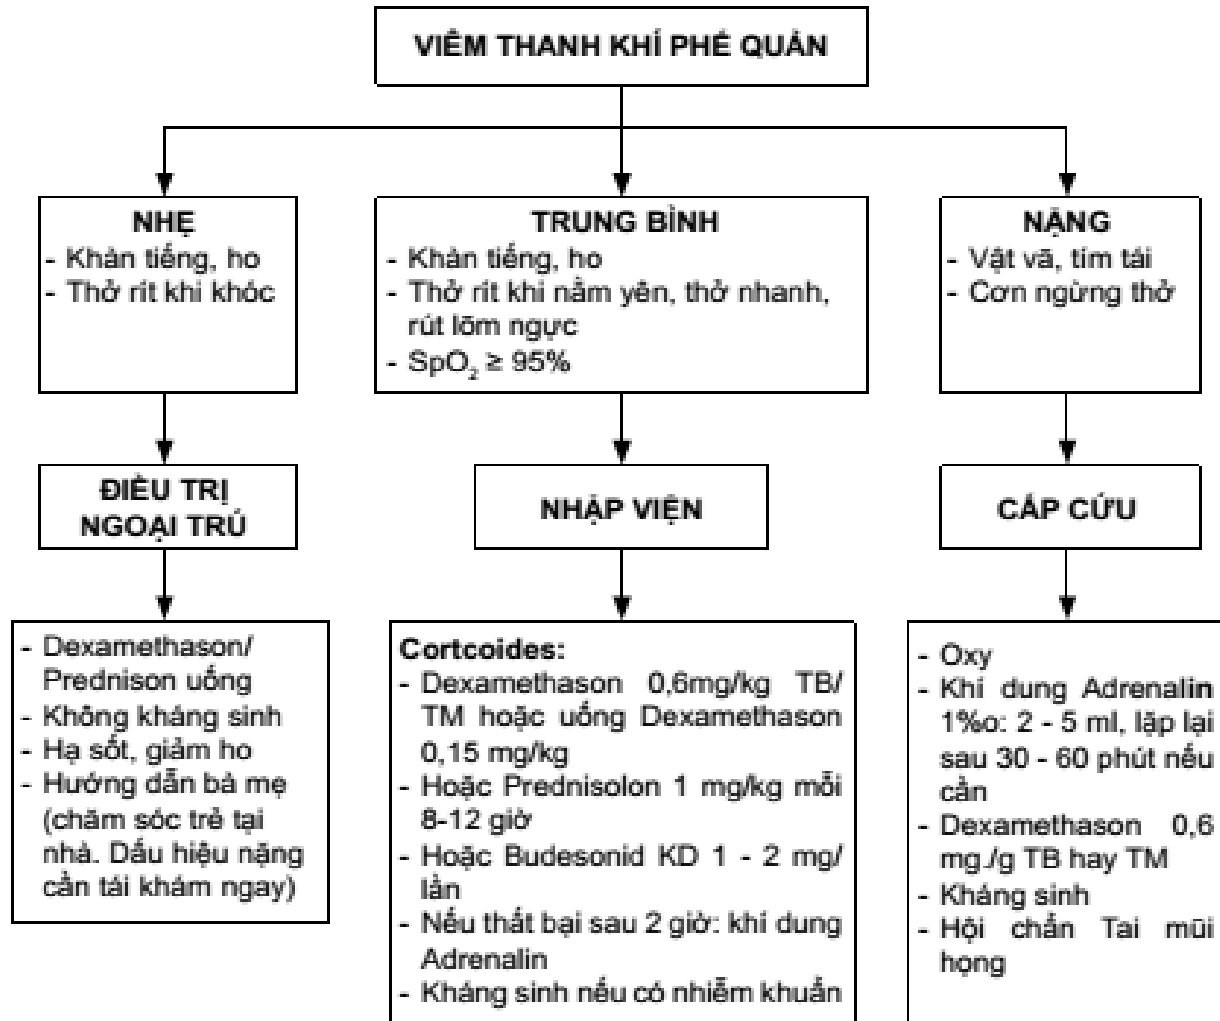 VIÊM THANH KHÍ PHẾ QUẢN
NHẸ
- Khàn tiếng, ho
- Thở rít khi khóc
TRUNG BÌNH
- Khàn tiếng, ho
- Thở rít khi nằm yên, thở nhanh,
rút lõm ngực
- SpO₂ ≥ 95%
NẶNG
- Vật vã, tím tái
- Cơn ngừng thở
ĐIỀU TRỊ
NGOẠI TRÚ
NHẬP VIỆN
CẤP CỨU
- Dexamethason/
Prednison uống
- Không kháng sinh
- Hạ sốt, giảm ho
- Hướng dẫn bà mẹ
(chăm sóc trẻ tại
nhà. Dấu hiệu nặng
cần tái khám ngay)
Cortcoides:
- Dexamethason 0,6mg/kg TB/
TM hoặc uống Dexamethason
0,15 mg/kg
- Hoặc Prednisolon 1 mg/kg mỗi
8-12 giờ
- Hoặc Budesonid KD 1 - 2 mg/
lần
- Nếu thất bại sau 2 giờ: khí dung
Adrenalin
- Kháng sinh nếu có nhiễm khuẩn
- Oxy
- Khí dung Adrenalin
1%o: 2 - 5 ml, lặp lại
sau 30 - 60 phút nếu
cần
- Dexamethason 0,6
mg./g TB hay TM
- Kháng sinh
- Hội chẩn Tai mũi
họng